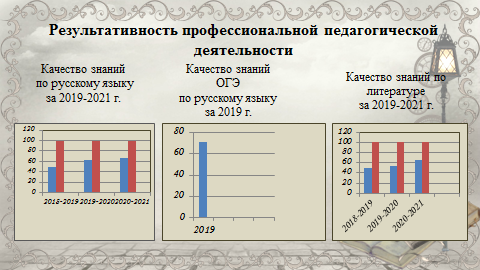 Результативность профессиональной педагогической
деятельности
Качество знаний
по русскому языку
за 2019-2021 г.
120
100
80
60
40
20
0
2018-2019 2019-2020 2020-2021
Качество знаний
ОГЭ
по русскому языку
за 2019 г.
80
60
40
20
0
2019
Качество знаний по
литературе
за 2019-2021 г.
120
100
80
60
40
20
0
2018-2019
2019-2020
2020-2021